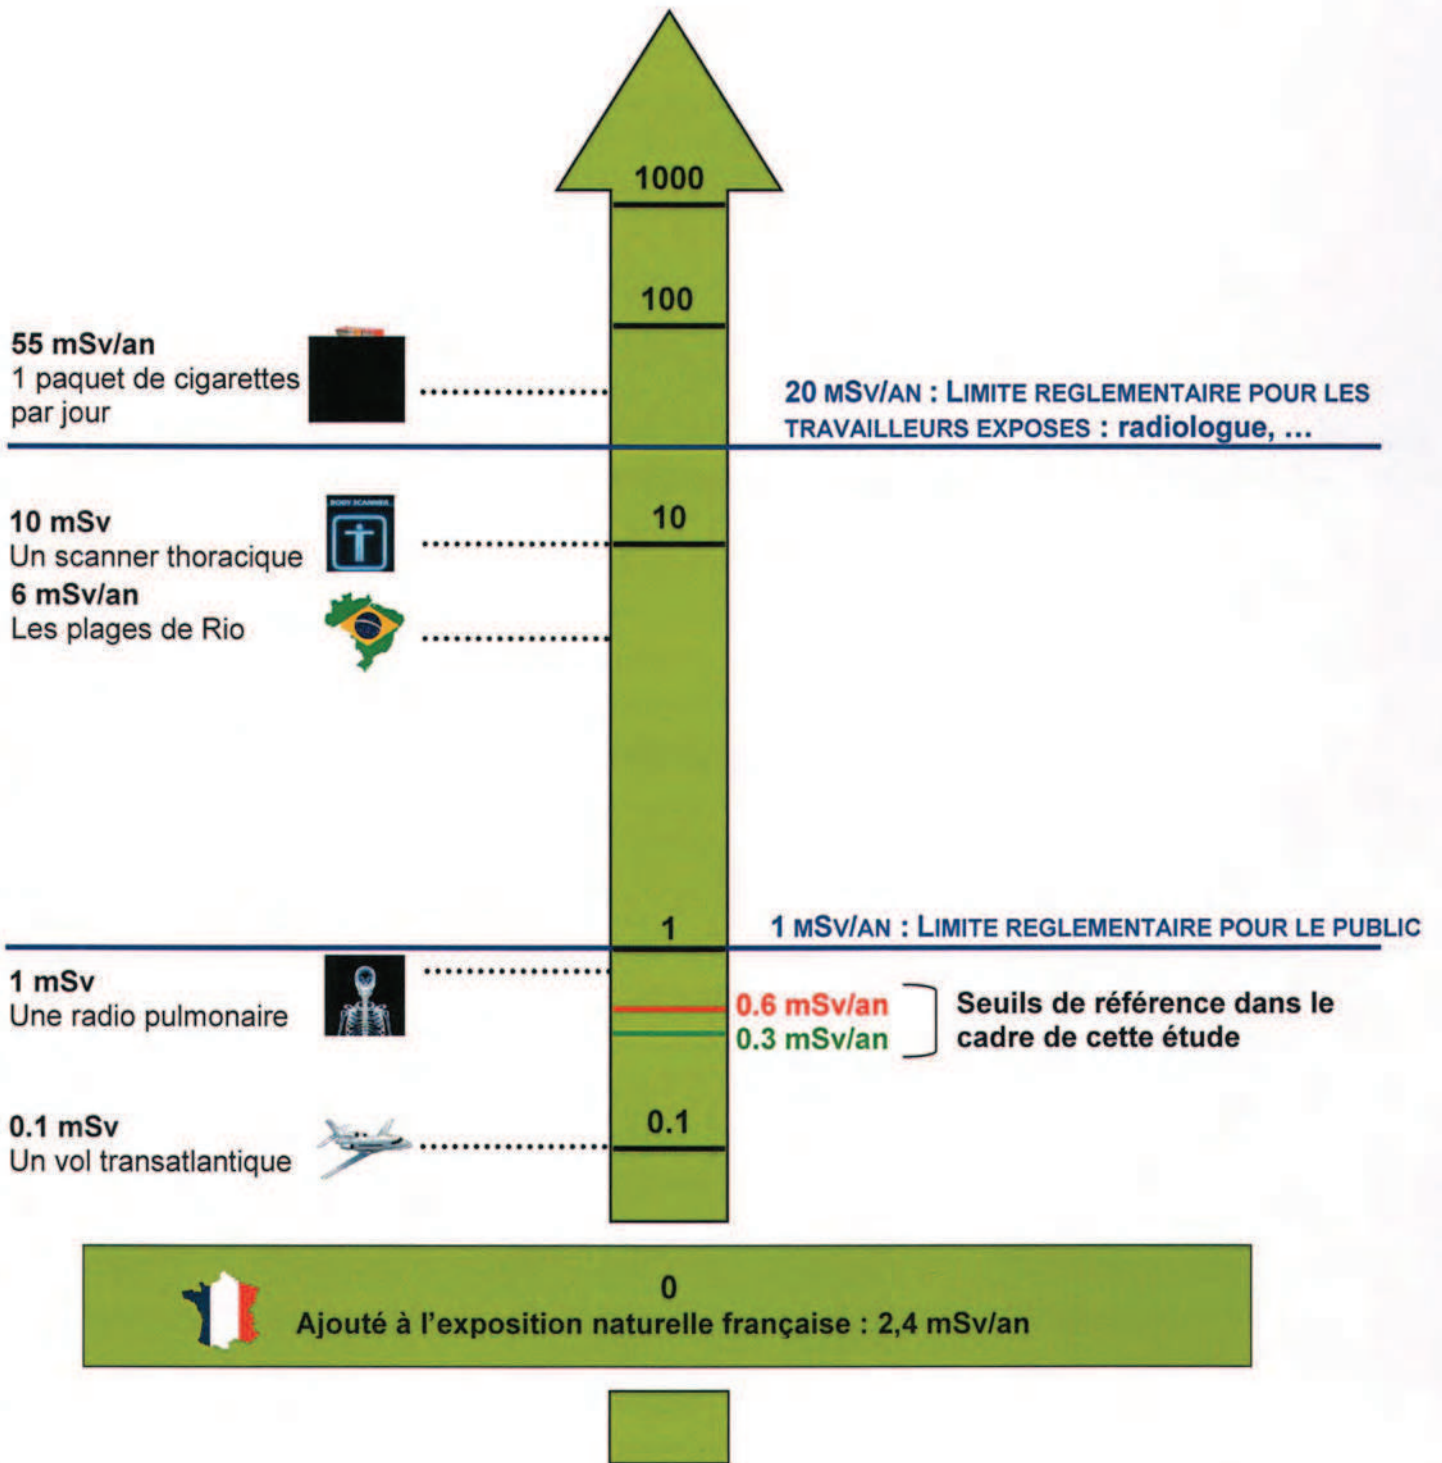 1000
100
55 mSv/an
1 paquet de cigarettes
par jour
20 MSV/AN : LIMITE REGLEMENTAIRE POUR LES
TRAVAILLEURS EXPOSES : radiologue, ...
10 mSv
Un scanner thoracique
BODY SCANNER
10
6 mSv/an
Les plages de Rio
1
1 MSV/AN : LIMITE REGLEMENTAIRE POUR LE PUBLIC
1 mSv
Une radio pulmonaire
0.6 mSv/an
0.3 mSv/an
Seuils de référence dans le
cadre de cette étude
0.1 mSv
Un vol transatlantique
0.1
0
Ajouté à l'exposition naturelle française : 2,4 mSv/an